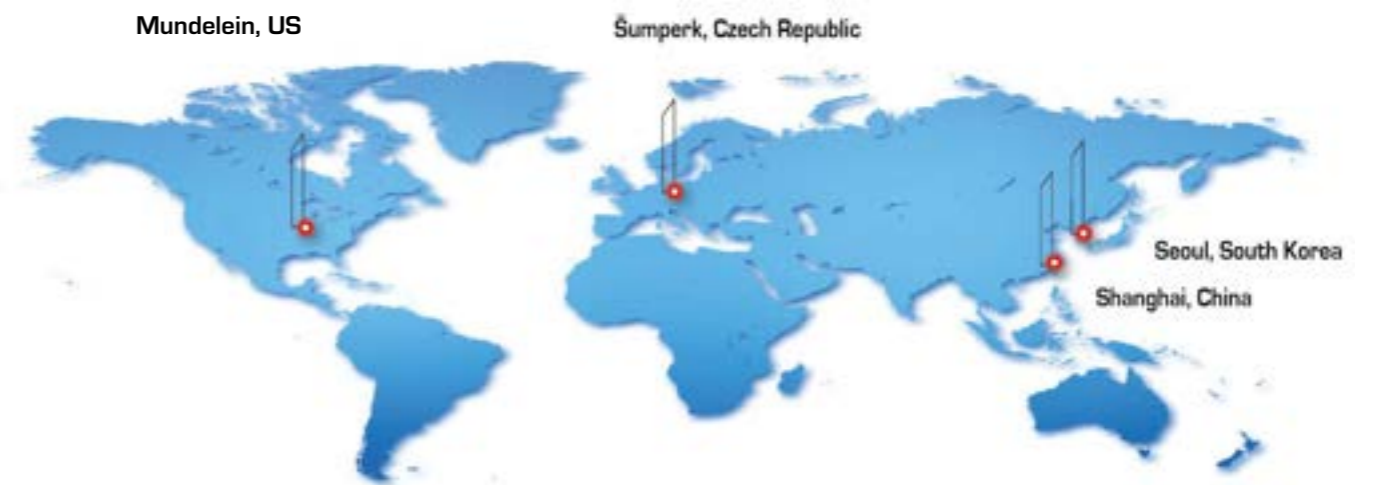 Mundelein, US
Šumperk, Czech Republic
Seoul, South Korea
Shanghai, China